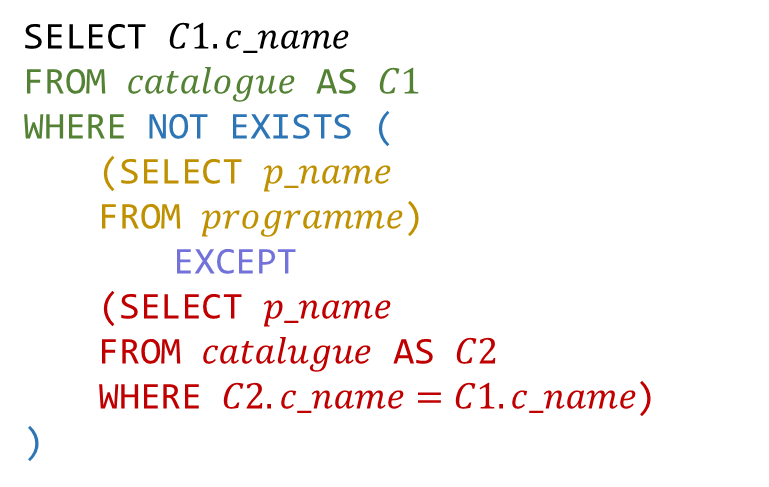 SELECT C1.c_name
FROM catalogue AS C1
WHERE NOT EXISTS (
(SELECT p_name
FROM programme)
EXCEPT
(SELECT p_name
FROM catalugue AS C2
WHERE C2.c_name = C1.c_name)
)